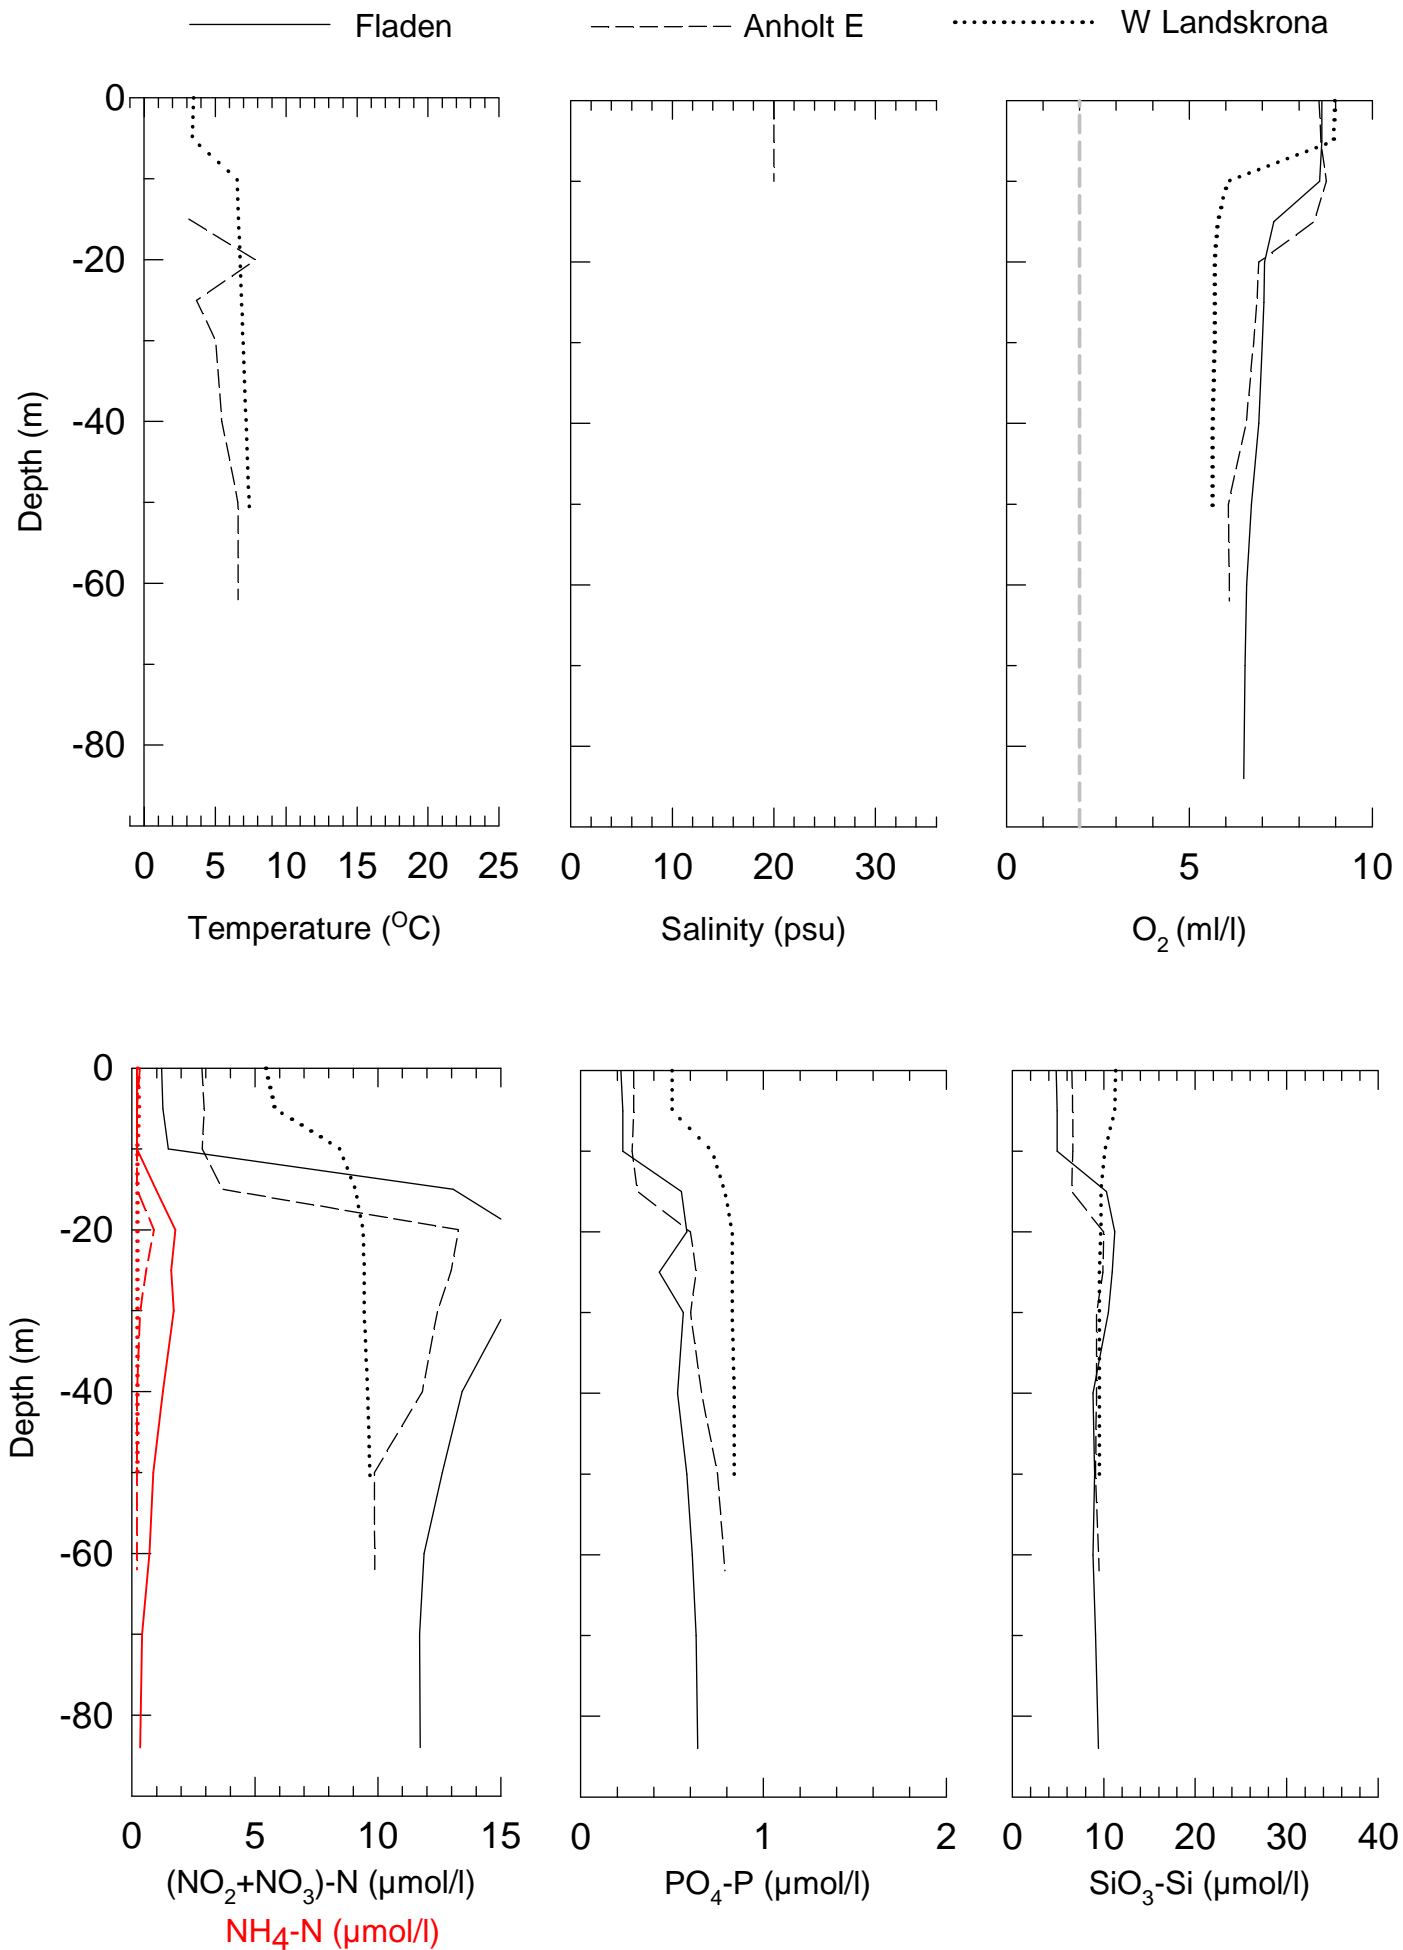 Fladen Anholt E W Landskrona
0
-20
-40
-60
-80
Depth (m)
0 5 10 15 20 25
Temperature (OC)
0 10 20 30
Salinity (psu)
0 5 10
O2 (ml/l)
0
-20
-40
-60
-80
Depth (m)
0 5 10 15
(NO2+NO3)-N (µmol/l)
NH4-N (µmol/l)
0 1 2
PO4-P (µmol/l)
0 10 20 30 40
SiO3-Si (µmol/l)